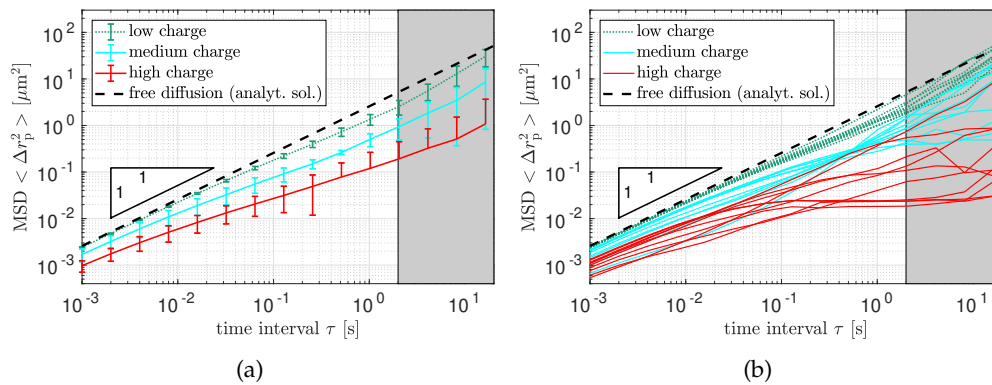 MSD < Δr_p^2 > [μm^2]
10^2
10^1
10^0
10^-1
10^-2
10^-3
low charge
medium charge
high charge
free diffusion (analyt. sol.)
1
1
10^-3 10^-2 10^-1 10^0 10^1
time interval τ [s]
(a)
MSD < Δr_p^2 > [μm^2]
10^2
10^1
10^0
10^-1
10^-2
10^-3
low charge
medium charge
high charge
free diffusion (analyt. sol.)
1
1
10^-3 10^-2 10^-1 10^0 10^1
time interval τ [s]
(b)